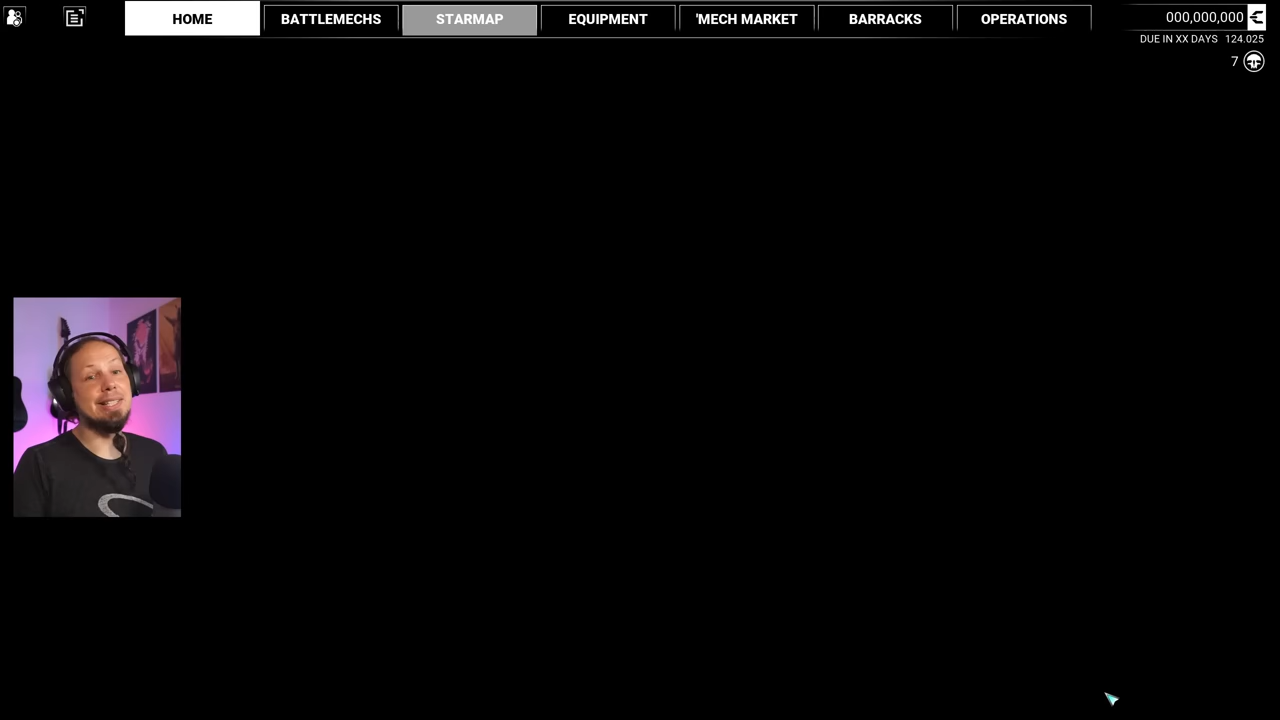 HOME
BATTLEMECHS
STARMAP
EQUIPMENT
'MECH MARKET
BARRACKS
OPERATIONS
000,000,000
DUE IN XX DAYS 124.025
7